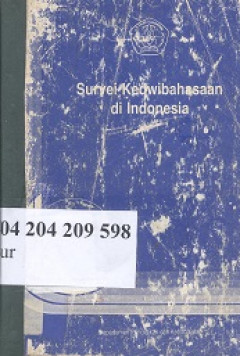 Survei Kedwibahasaan
di Indonesia
04 204 209 598
ur